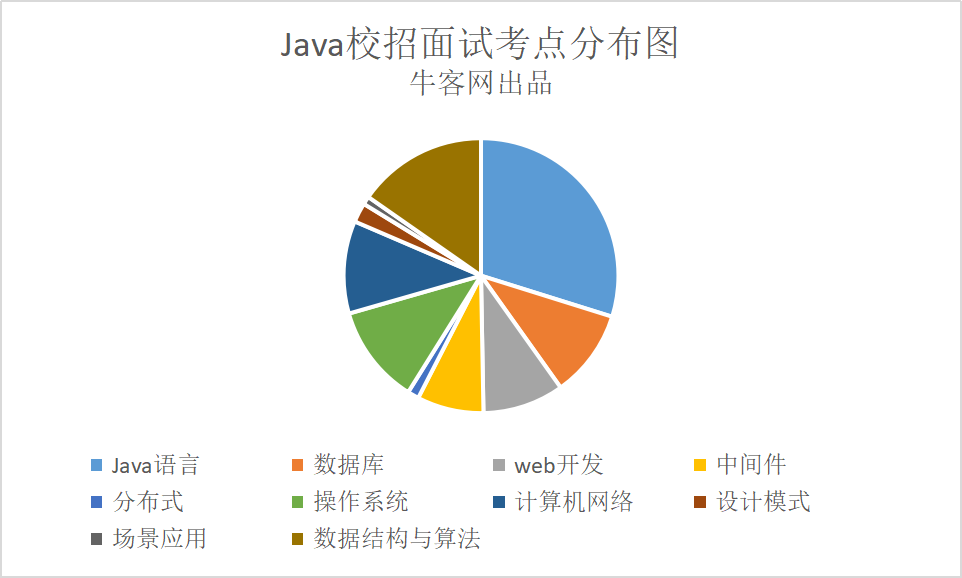 Java校招面试考点分布图
牛客网出品
Java语言 数据库 web开发 中间件
分布式 操作系统 计算机网络 设计模式
场景应用 数据结构与算法